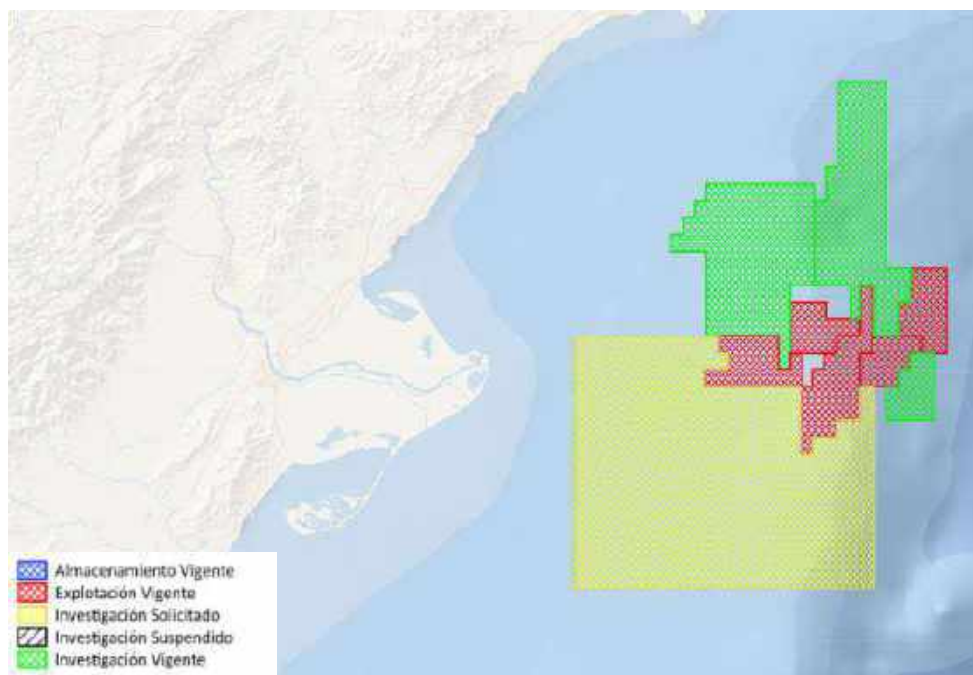 Almacenamiento Vigente
Explotación Vigente
Investigación Solicitado
Investigación Suspendido
Investigación Vigente